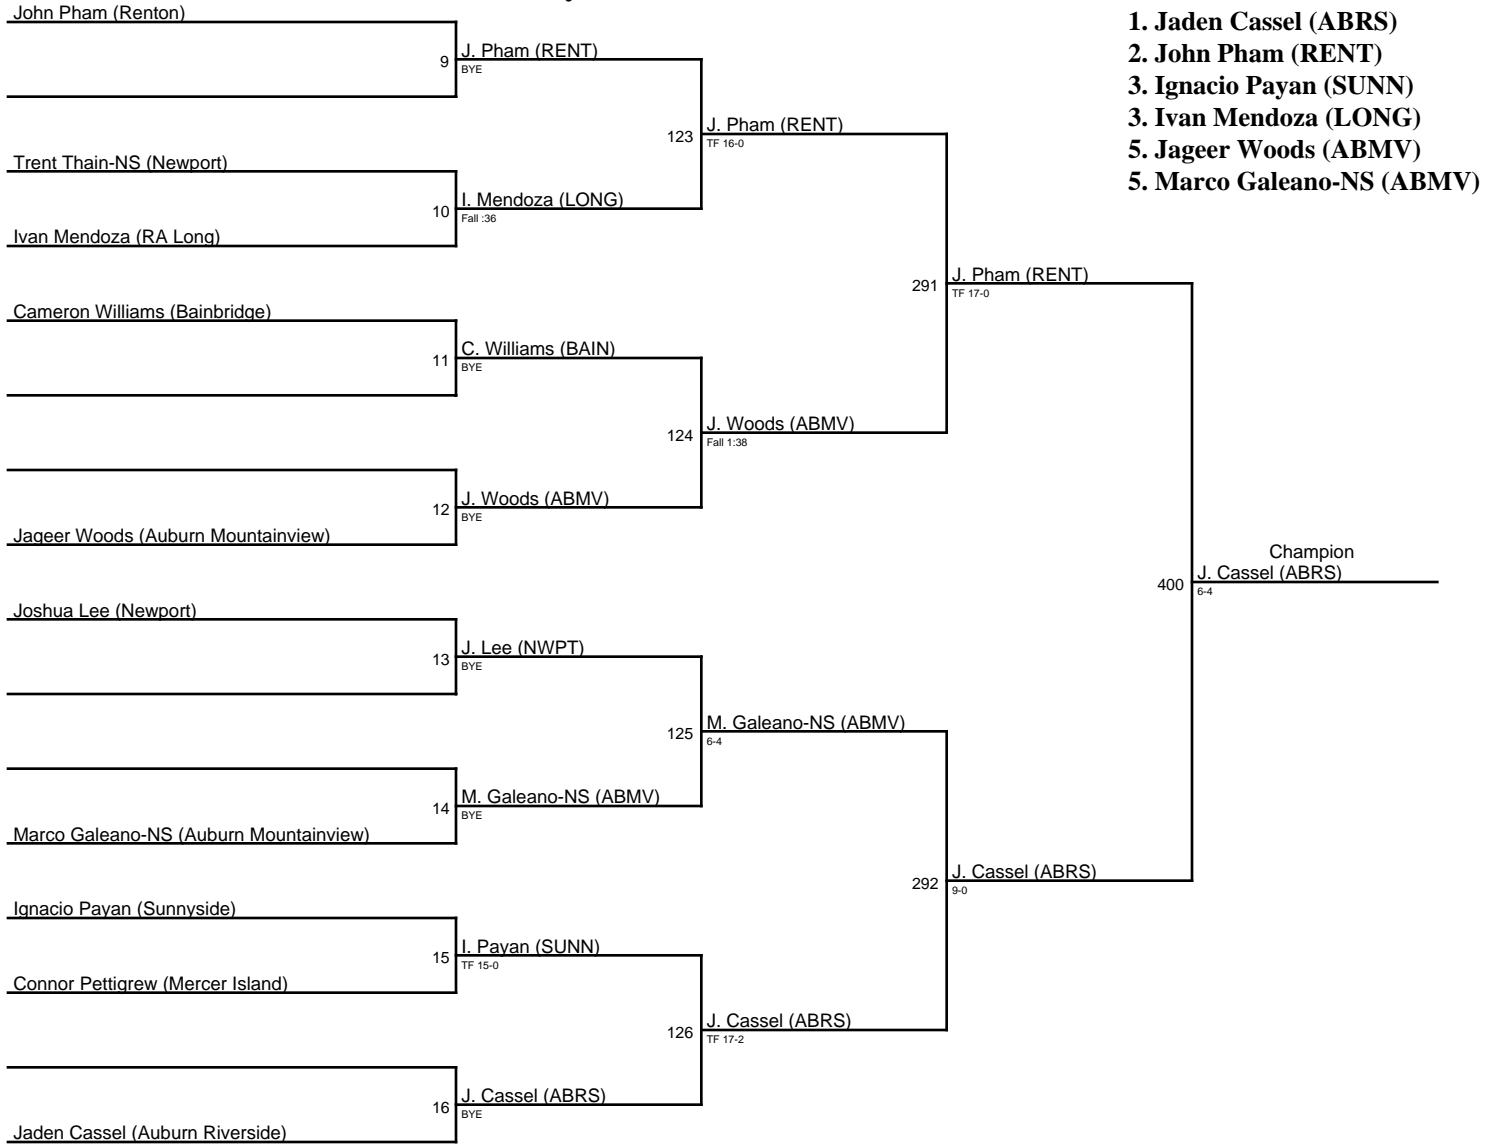 John Pham (Renton)
1. Jaden Cassel (ABRS)
2. John Pham (RENT)
3. Ignacio Payan (SUNN)
3. Ivan Mendoza (LONG)
5. Jageer Woods (ABMV)
5. Marco Galeano-NS (ABMV)
9
J. Pham (RENT)
BYE
123
J. Pham (RENT)
TF 16-0
Trent Thain-NS (Newport)
10
I. Mendoza (LONG)
Fall :36
Ivan Mendoza (RA Long)
291
J. Pham (RENT)
TF 17-0
Cameron Williams (Bainbridge)
11
C. Williams (BAIN)
BYE
124
J. Woods (ABMV)
Fall 1:38
12
J. Woods (ABMV)
BYE
Jageer Woods (Auburn Mountainview)
Champion
400
J. Cassel (ABRS)
6-4
Joshua Lee (Newport)
13
J. Lee (NWPT)
BYE
125
M. Galeano-NS (ABMV)
6-4
14
M. Galeano-NS (ABMV)
BYE
Marco Galeano-NS (Auburn Mountainview)
292
J. Cassel (ABRS)
9-0
Ignacio Payan (Sunnyside)
15
I. Payan (SUNN)
TF 15-0
Connor Pettigrew (Mercer Island)
126
J. Cassel (ABRS)
TF 17-2
16
J. Cassel (ABRS)
BYE
Jaden Cassel (Auburn Riverside)